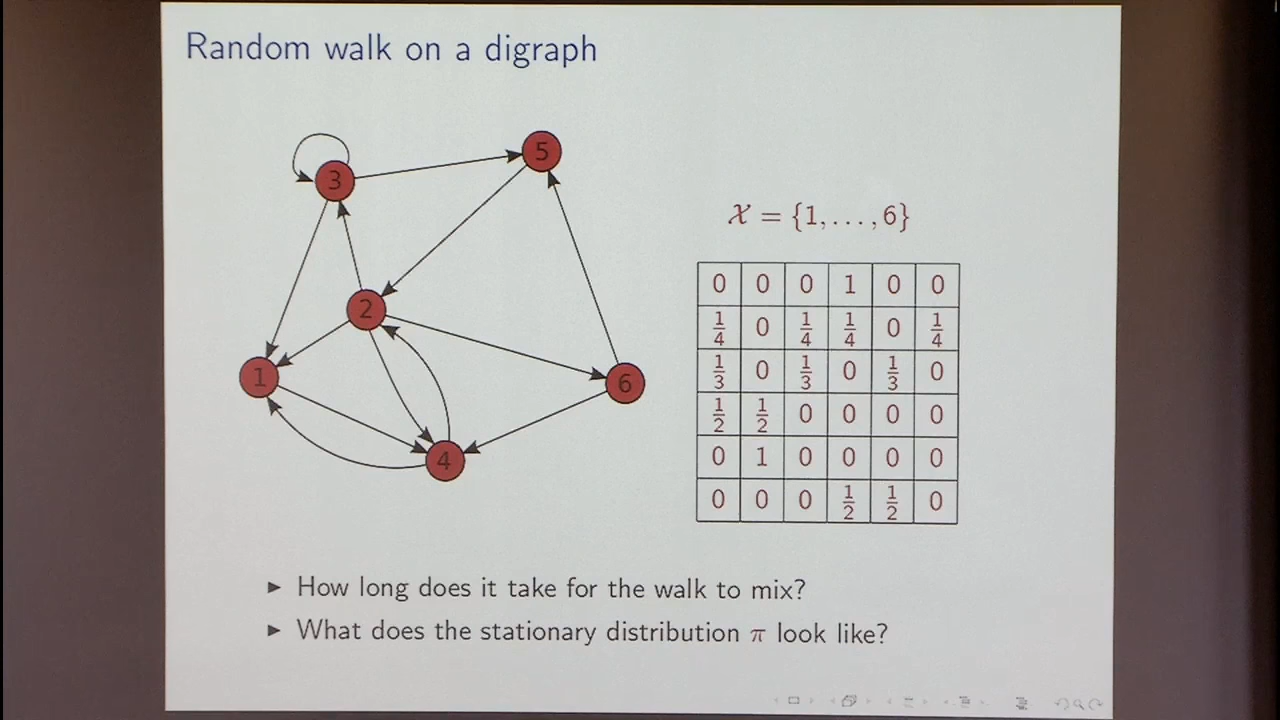 Random walk on a digraph
3
5
2
1
6
4
𝒳 = {1, . . . , 6}
0 0 0 1 0 0
1/4 0 1/4 1/4 0 1/4
1/3 0 1/3 0 1/3 0
1/2 1/2 0 0 0 0
0 1 0 0 0 0
0 0 0 1/2 1/2 0
► How long does it take for the walk to mix?
► What does the stationary distribution π look like?